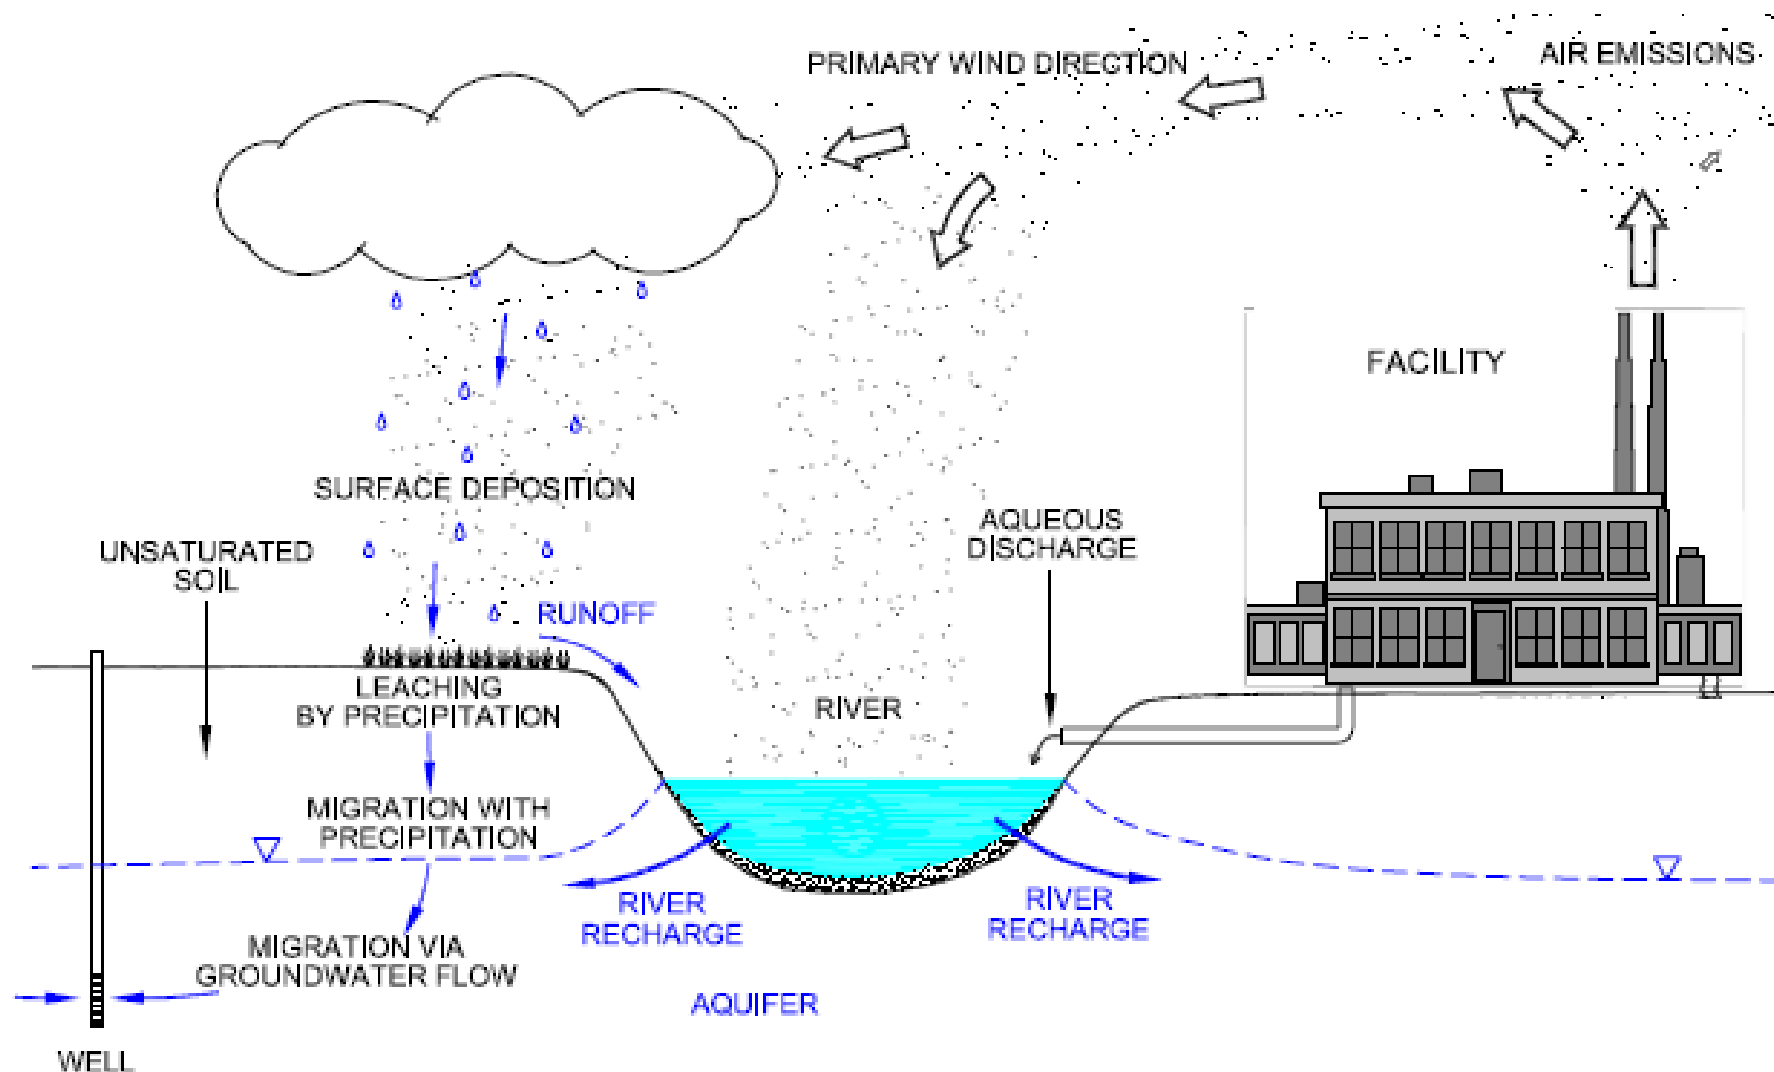 PRIMARY WIND DIRECTION
AIR EMISSIONS
FACILITY
SURFACE DEPOSITION
AQUEOUS
DISCHARGE
UNSATURATED
SOIL
RUNOFF
LEACHING
BY PRECIPITATION
RIVER
MIGRATION WITH
PRECIPITATION
RIVER
RECHARGE
RIVER
RECHARGE
MIGRATION VIA
GROUNDWATER FLOW
AQUIFER
WELL